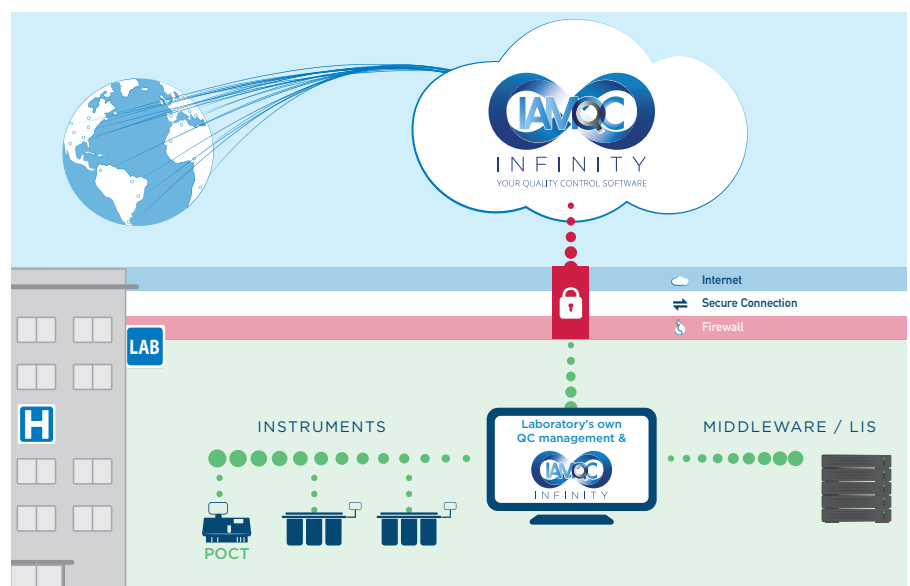 IAMQC
INFINITY
YOUR QUALITY CONTROL SOFTWARE
Internet
Secure Connection
Firewall
LAB
H
INSTRUMENTS
Laboratory's own
QC management &
IAMQC
INFINITY
MIDDLEWARE / LIS
POCT